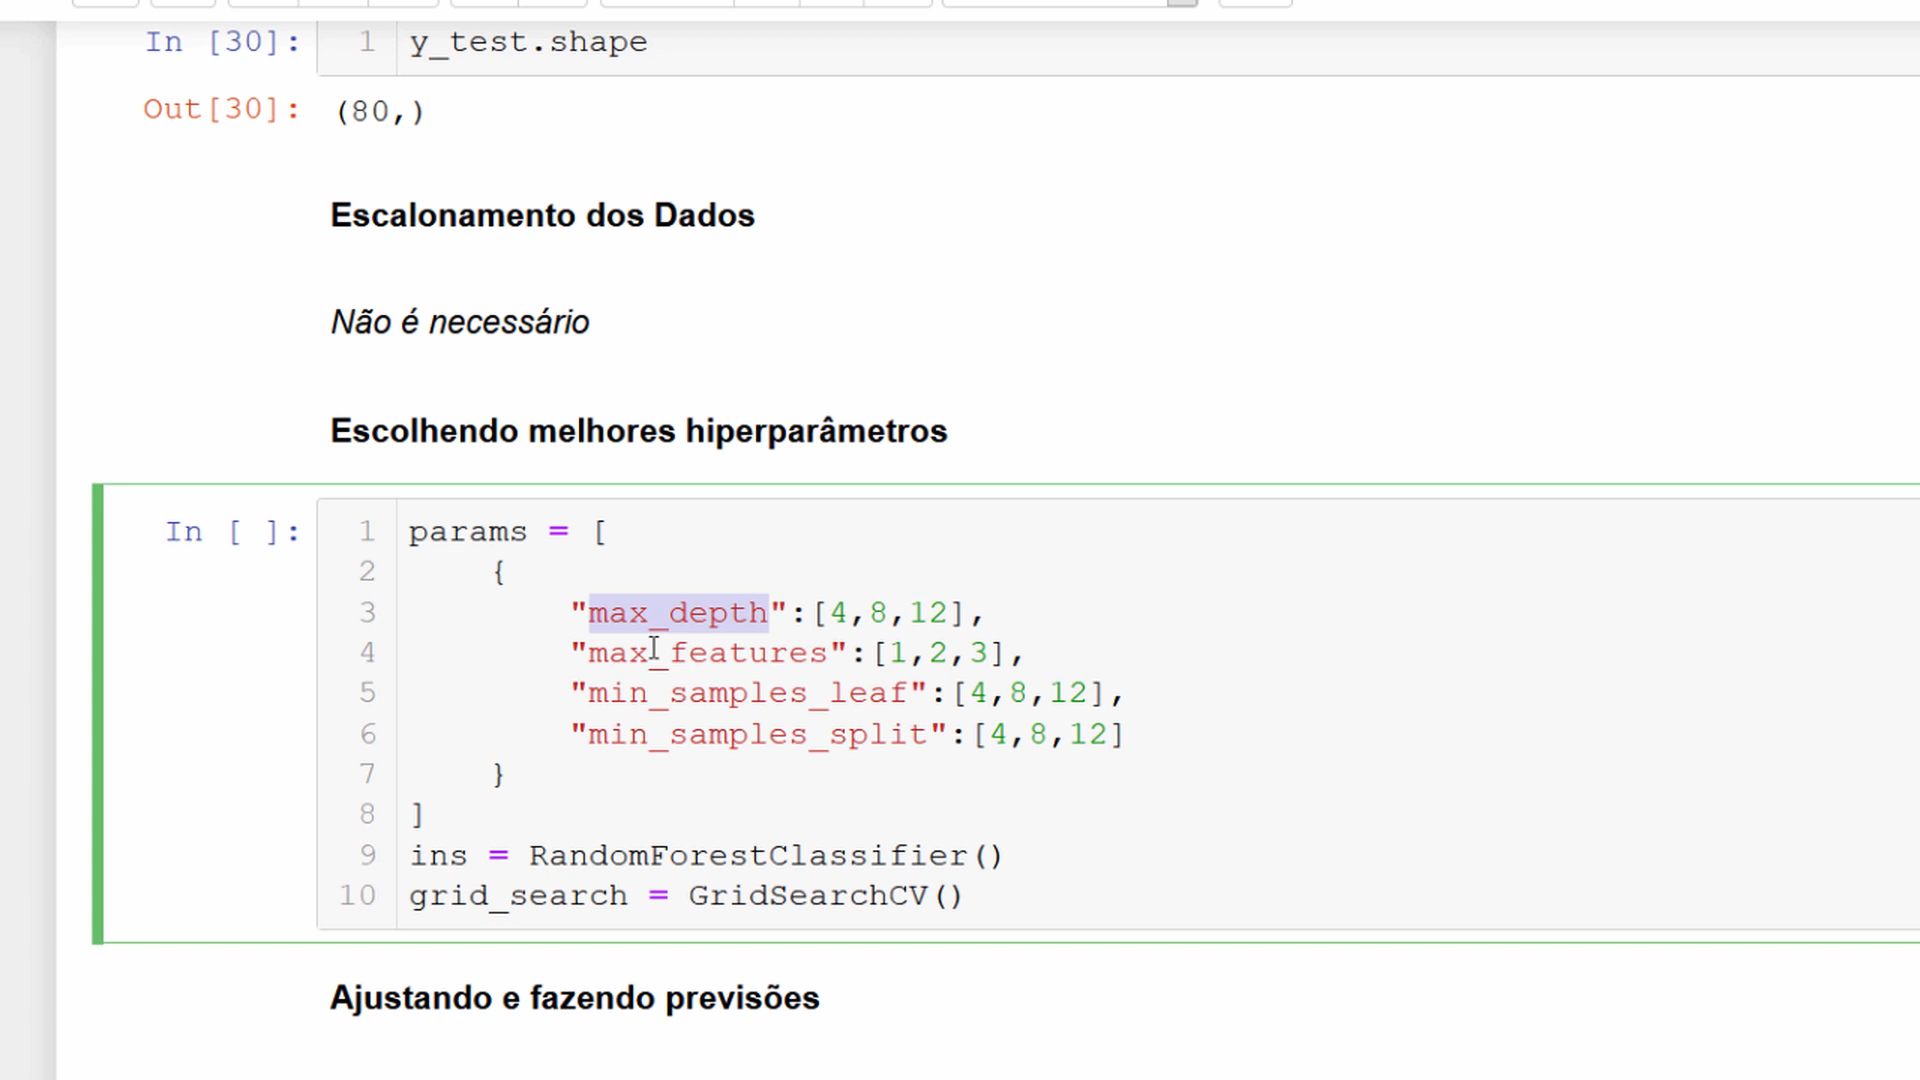 In [30]: 1 y_test.shape
Out[30]: (80,)
Escalonamento dos Dados
Não é necessário
Escolhendo melhores hiperparâmetros
In [ ]: 1 params = [
2 {
3 "max_depth":[4,8,12],
4 "max_features":[1,2,3],
5 "min_samples_leaf":[4,8,12],
6 "min_samples_split":[4,8,12]
7 }
8 ]
9 ins = RandomForestClassifier()
10 grid_search = GridSearchCV()
Ajustando e fazendo previsões